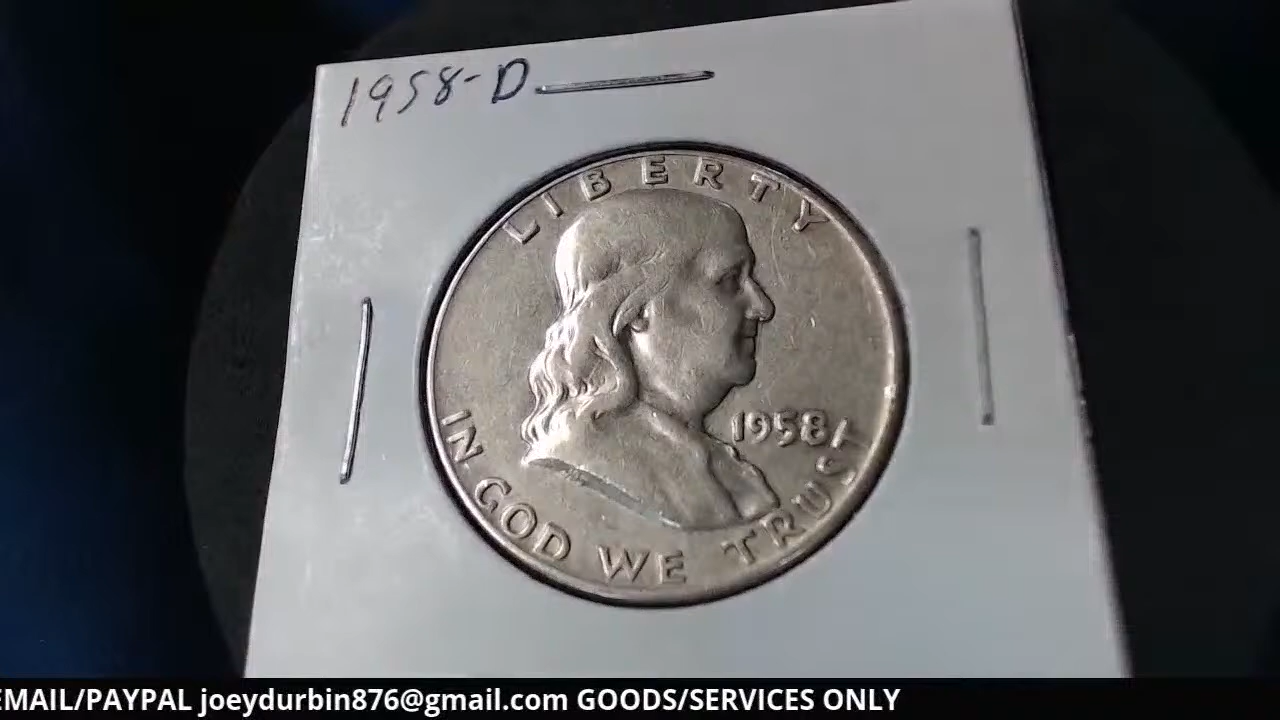 1958-D
LIBERTY
1958
IN GOD WE TRUST
EMAIL/PAYPAL joeydurbin876@gmail.com GOODS/SERVICES ONLY